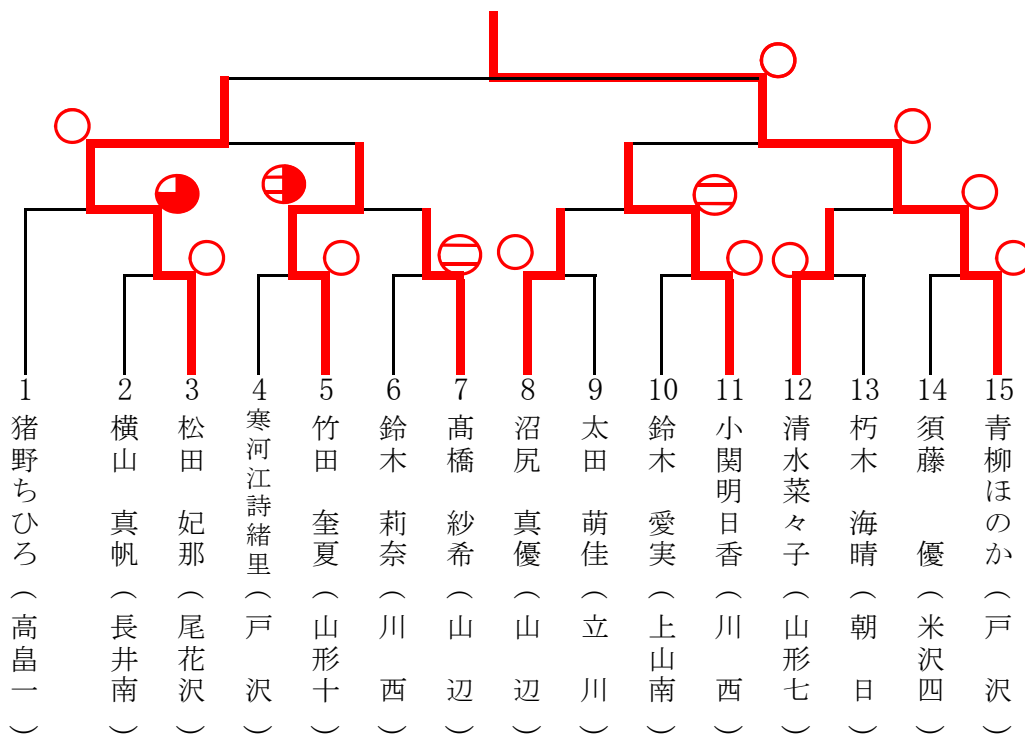 1 猪野ちひろ（高畠一）
2 横山 真帆（長井南）
3 松田 妃那（尾花沢）
4 寒河江詩緒里（戸 沢）
5 竹田 奎夏（山形十）
6 鈴木 莉奈（川 西）
7 髙橋 紗希（山 辺）
8 沼尻 真優（山 辺）
9 太田 萌佳（立 川）
10 鈴木 愛実（上山南）
11 小関明日香（川 西）
12 清水菜々子（山形七）
13 朽木 海晴（朝 日）
14 須藤 優（米沢四）
15 青柳ほのか（戸 沢）